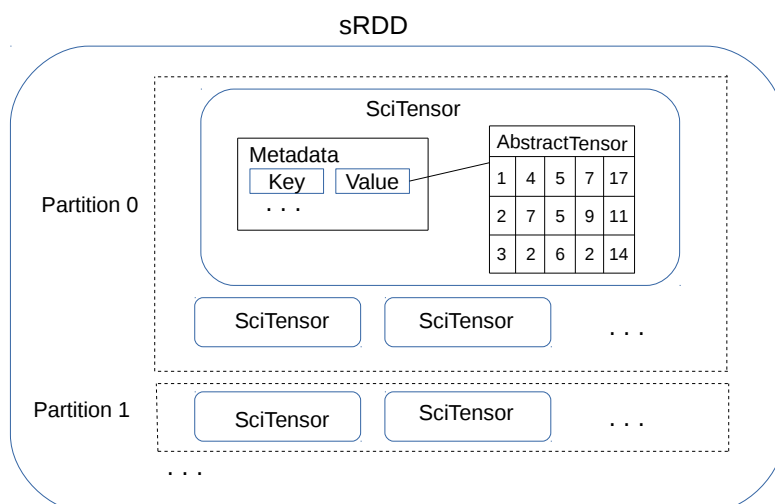 sRDD
SciTensor
AbstractTensor
Metadata
Key Value
. . .
1 4 5 7 17
2 7 5 9 11
3 2 6 2 14
Partition 0
SciTensor SciTensor . . .
Partition 1
SciTensor SciTensor . . .
. . .